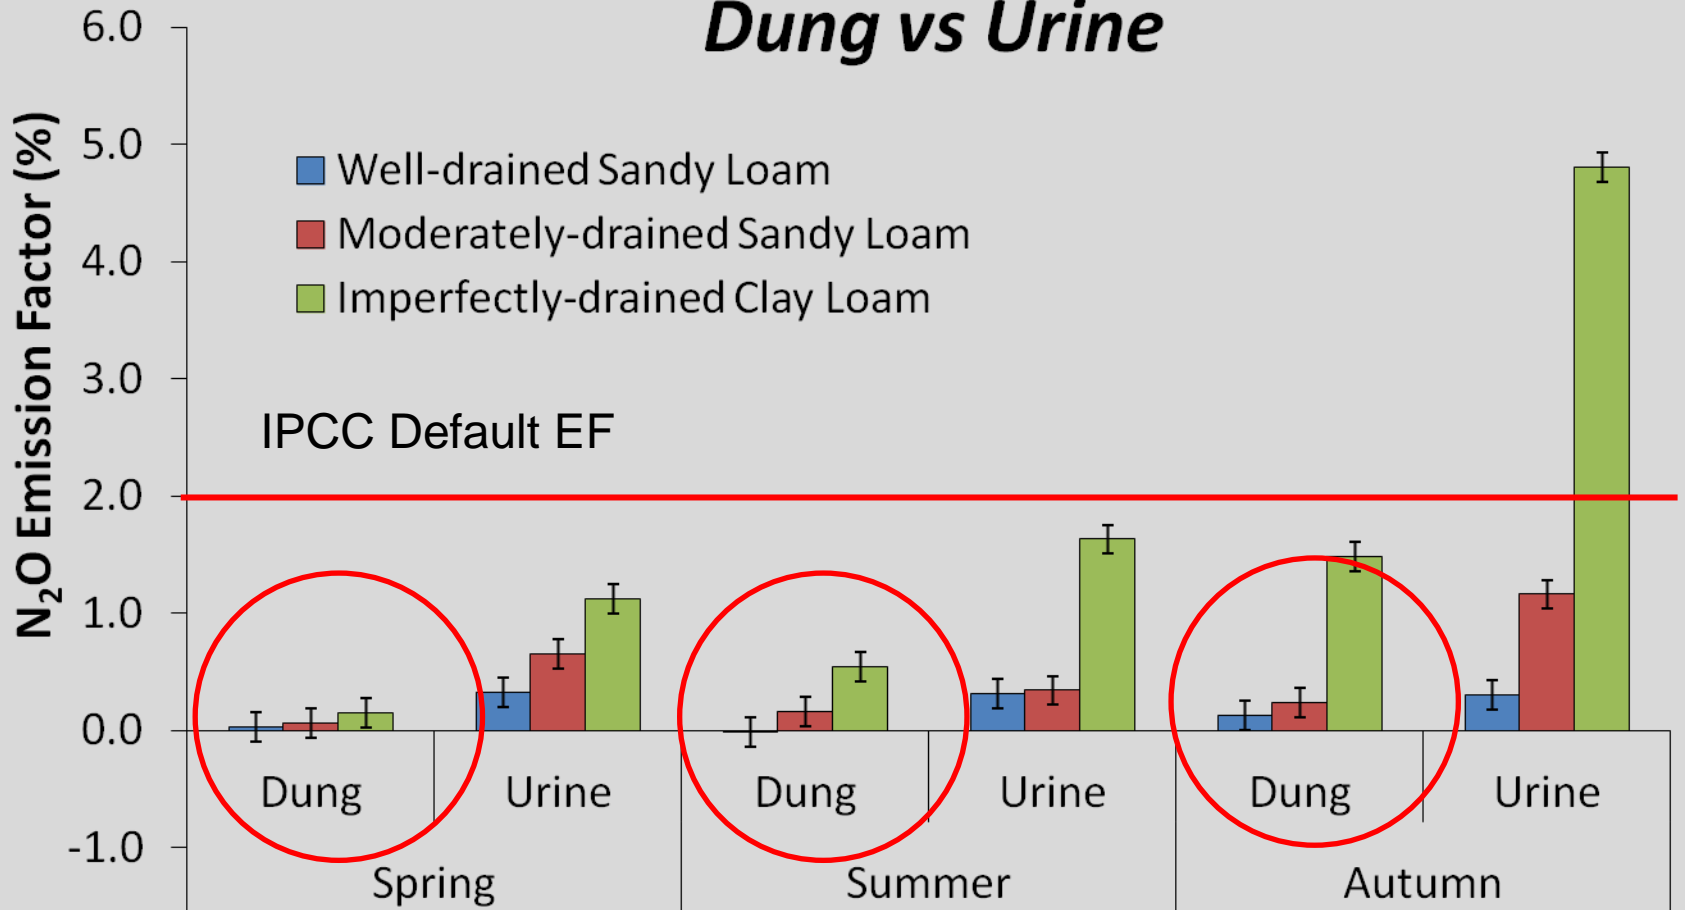 Dung vs Urine
N₂O Emission Factor (%)
6.0
5.0
4.0
3.0
2.0
1.0
0.0
-1.0
Well-drained Sandy Loam
Moderately-drained Sandy Loam
Imperfectly-drained Clay Loam
IPCC Default EF
Dung Urine Dung Urine Dung Urine
Spring Summer Autumn